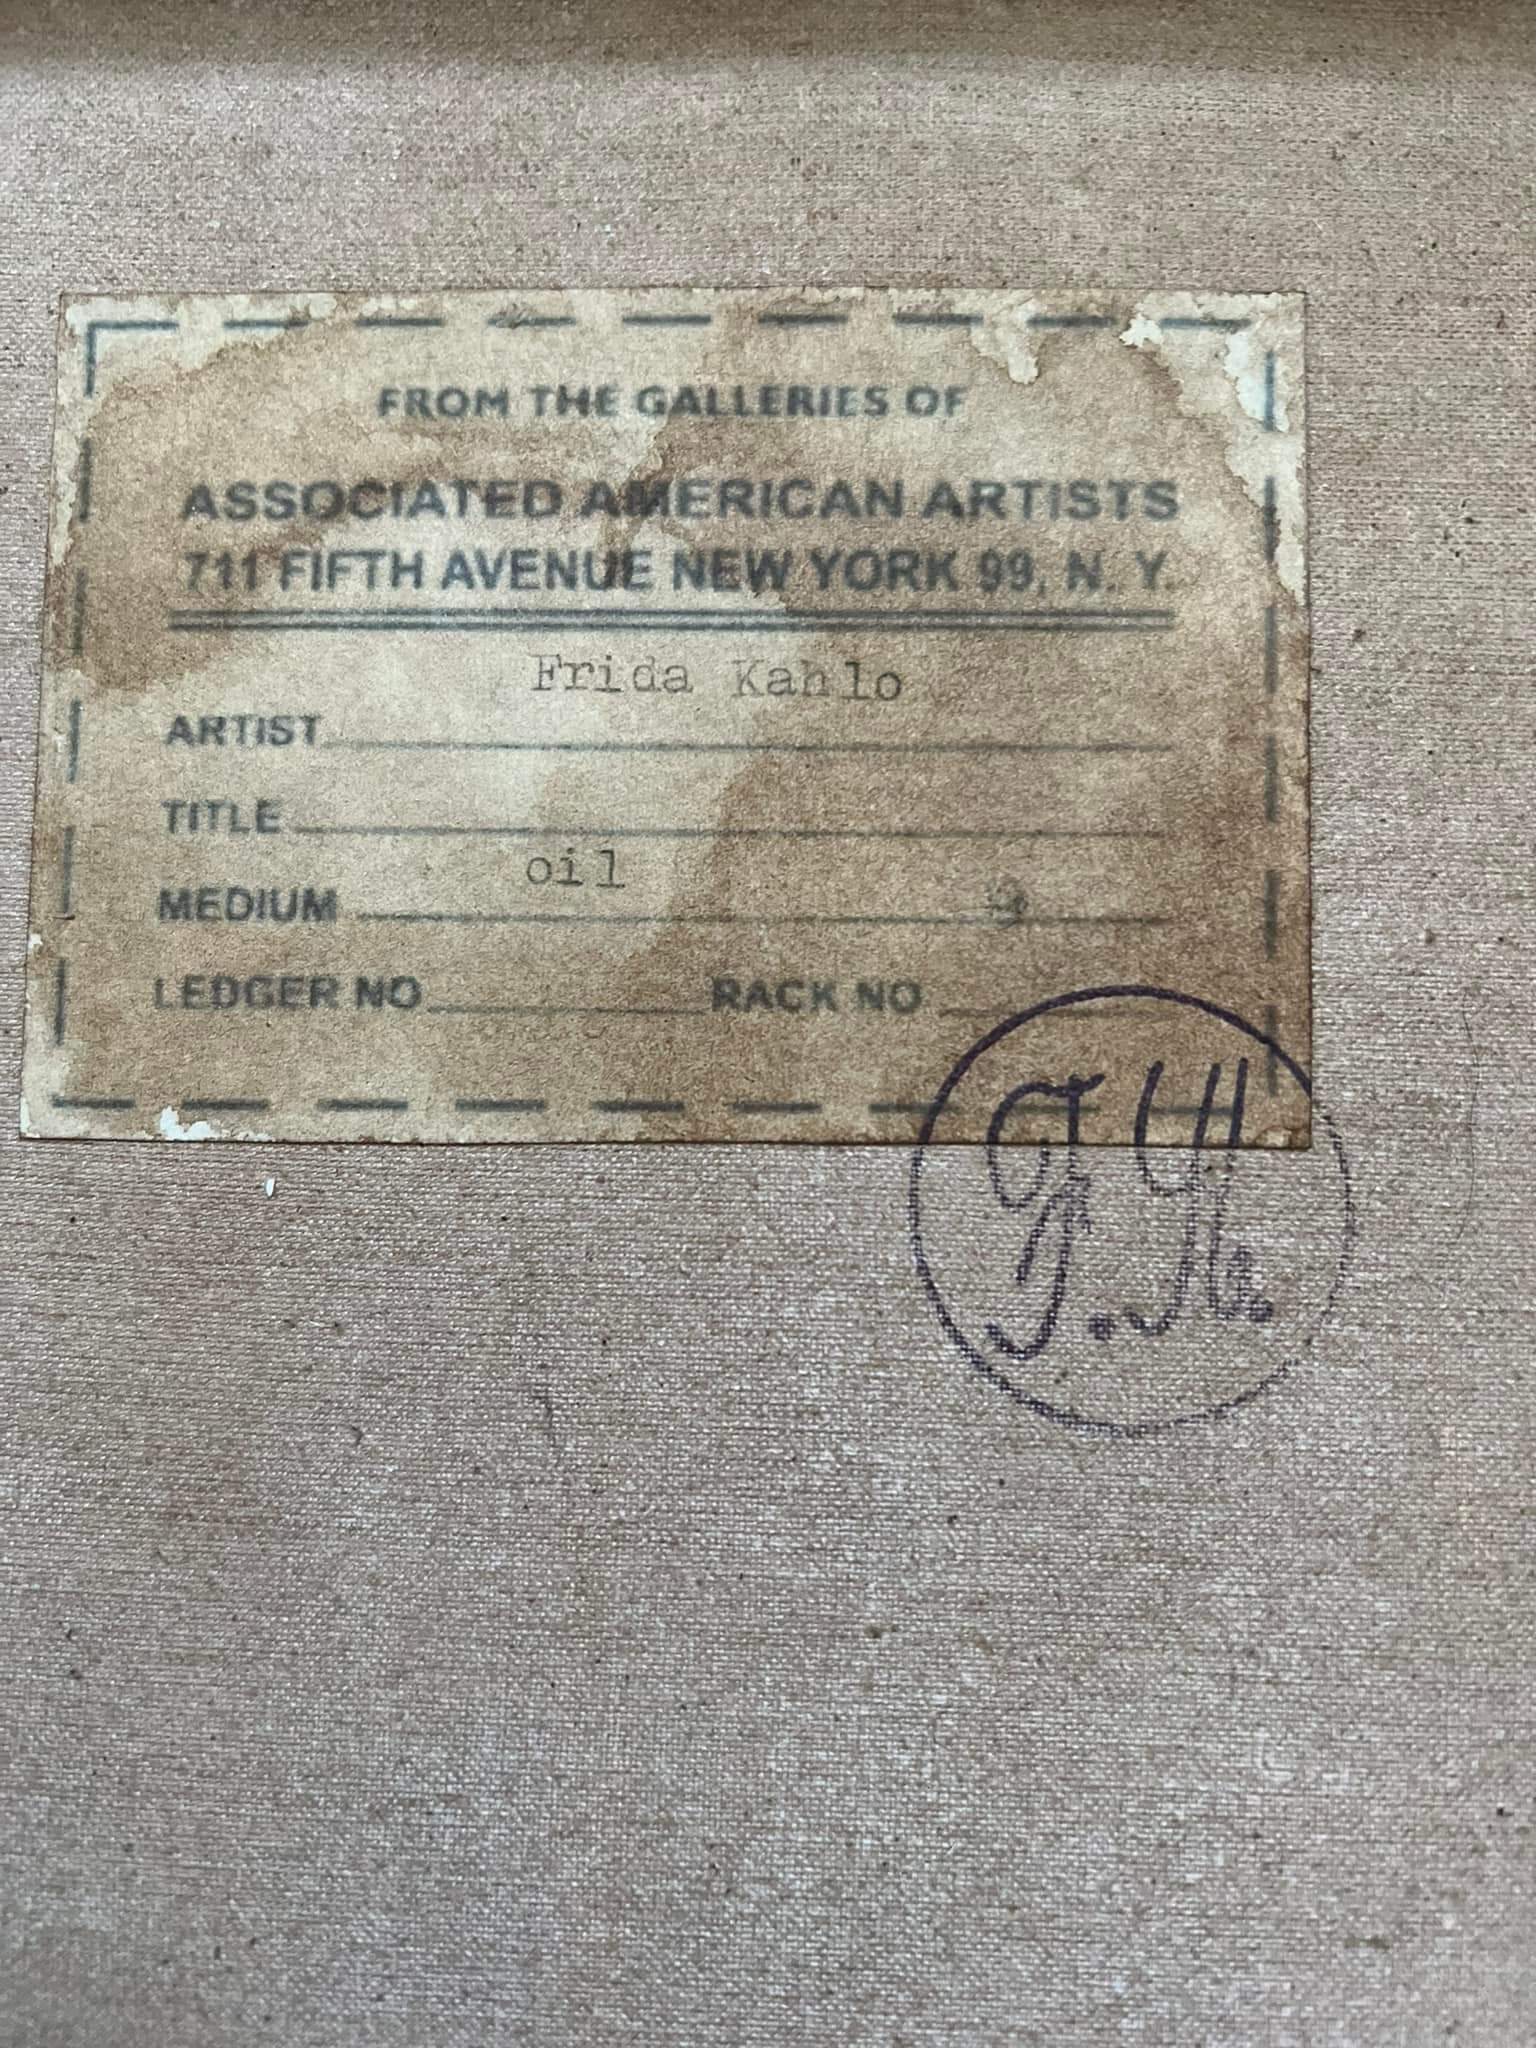 FROM THE GALLERIES OF
ASSOCIATED AMERICAN ARTISTS
711 FIFTH AVENUE NEW YORK 99, N. Y.
Frida Kahlo
ARTIST
TITLE
oil
MEDIUM
LEDGER NO RACK NO